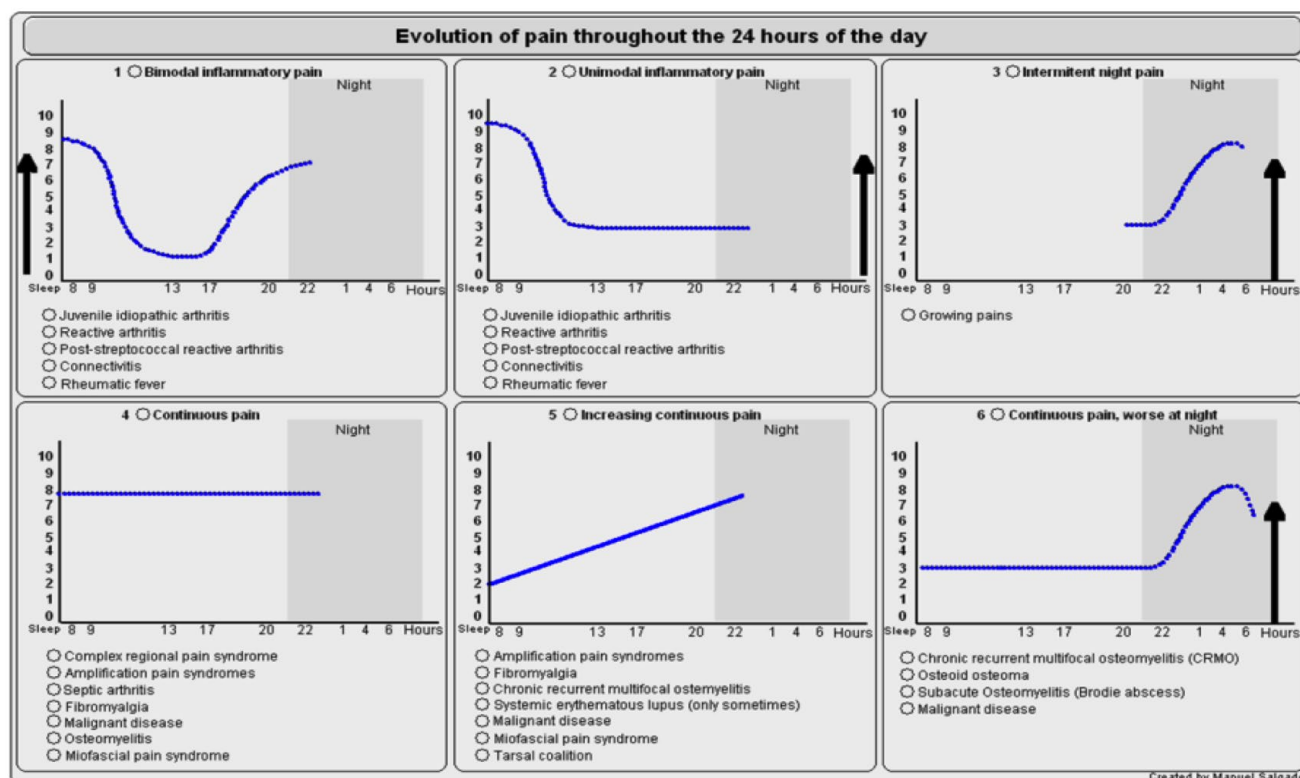 Evolution of pain throughout the 24 hours of the day
1 Bimodal inflammatory pain
Night
10
9
8
7
6
5
4
3
2
1
0
Sleep 8 9 13 17 20 22 1 4 6 Hours
Juvenile idiopathic arthritis
Reactive arthritis
Post-streptococcal reactive arthritis
Connectivitis
Rheumatic fever
2 Unimodal inflammatory pain
Night
10
9
8
7
6
5
4
3
2
1
0
Sleep 8 9 13 17 20 22 1 4 6 Hours
Juvenile idiopathic arthritis
Reactive arthritis
Post-streptococcal reactive arthritis
Connectivitis
Rheumatic fever
3 Intermitent night pain
Night
10
9
8
7
6
5
4
3
2
1
0
Sleep 8 9 13 17 20 22 1 4 6 Hours
Growing pains
4 Continuous pain
Night
10
9
8
7
6
5
4
3
2
1
0
Sleep 8 9 13 17 20 22 1 4 6 Hours
Complex regional pain syndrome
Amplification pain syndromes
Septic arthritis
Fibromyalgia
Malignant disease
Osteomyelitis
Miofascial pain syndrome
5 Increasing continuous pain
Night
10
9
8
7
6
5
4
3
2
1
0
Sleep 8 9 13 17 20 22 1 4 6 Hours
Amplification pain syndromes
Fibromyalgia
Chronic recurrent multifocal ostemyelitis
Systemic erythematous lupus (only sometimes)
Malignant disease
Miofascial pain syndrome
Tarsal coalition
6 Continuous pain, worse at night
Night
10
9
8
7
6
5
4
3
2
1
0
Sleep 8 9 13 17 20 22 1 4 6 Hours
Chronic recurrent multifocal osteomyelitis (CRMO)
Osteoid osteoma
Subacute Osteomyelitis (Brodie abscess)
Malignant disease
Created by Manuel Salgad